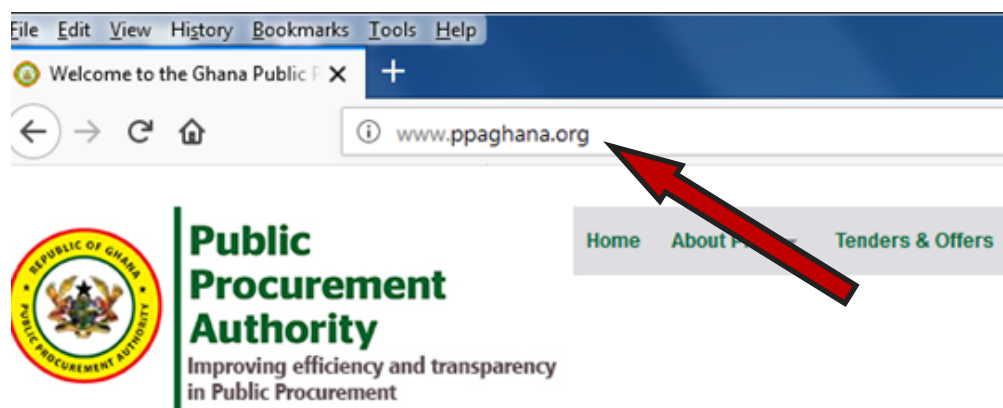 File Edit View History Bookmarks Tools Help
Welcome to the Ghana Public P
www.ppaghana.org
Home About Tenders & Offers
REPUBLIC OF GHANA
PUBLIC PROCUREMENT AUTHORITY
Public
Procurement
Authority
Improving efficiency and transparency
in Public Procurement